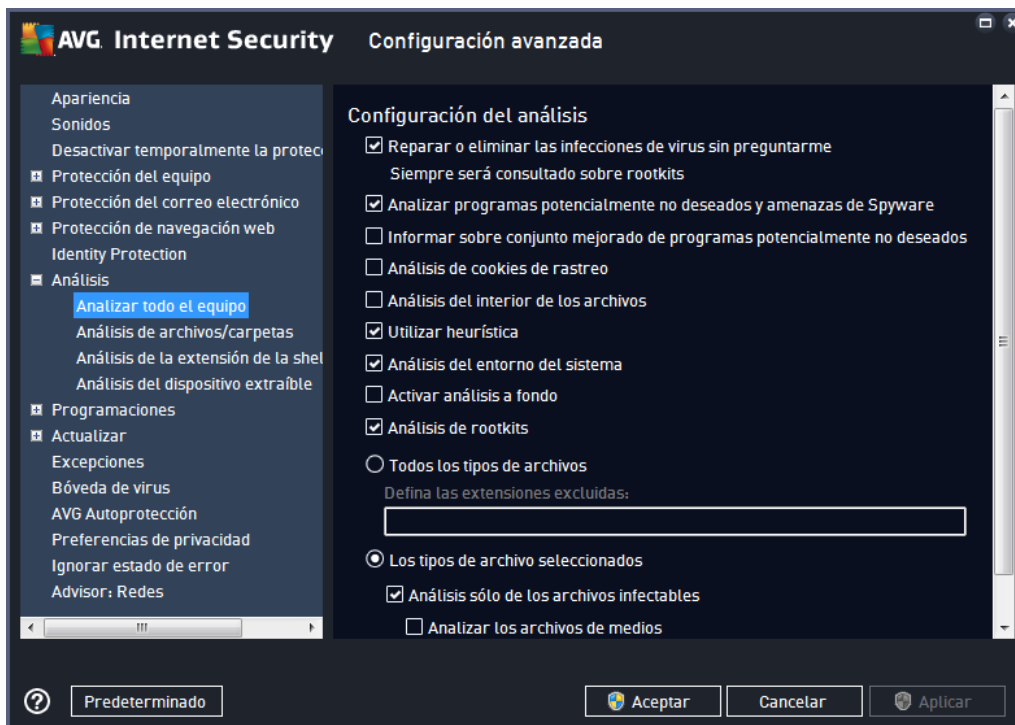 AVG. Internet Security Configuración avanzada
Apariencia
Sonidos
Desactivar temporalmente la protec
Protección del equipo
Protección del correo electrónico
Protección de navegación web
Identity Protection
Análisis
Analizar todo el equipo
Análisis de archivos/carpetas
Análisis de la extensión de la shel
Análisis del dispositivo extraíble
Programaciones
Actualizar
Excepciones
Bóveda de virus
AVG Autoprotección
Preferencias de privacidad
Ignorar estado de error
Advisor: Redes
Configuración del análisis
Reparar o eliminar las infecciones de virus sin preguntarme
Siempre será consultado sobre rootkits
Analizar programas potencialmente no deseados y amenazas de Spyware
Informar sobre conjunto mejorado de programas potencialmente no deseados
Análisis de cookies de rastreo
Análisis del interior de los archivos
Utilizar heurística
Análisis del entorno del sistema
Activar análisis a fondo
Análisis de rootkits
Todos los tipos de archivos
Defina las extensiones excluidas:
Los tipos de archivo seleccionados
Análisis sólo de los archivos infectables
Analizar los archivos de medios
? Predeterminado
Aceptar
Cancelar
Aplicar